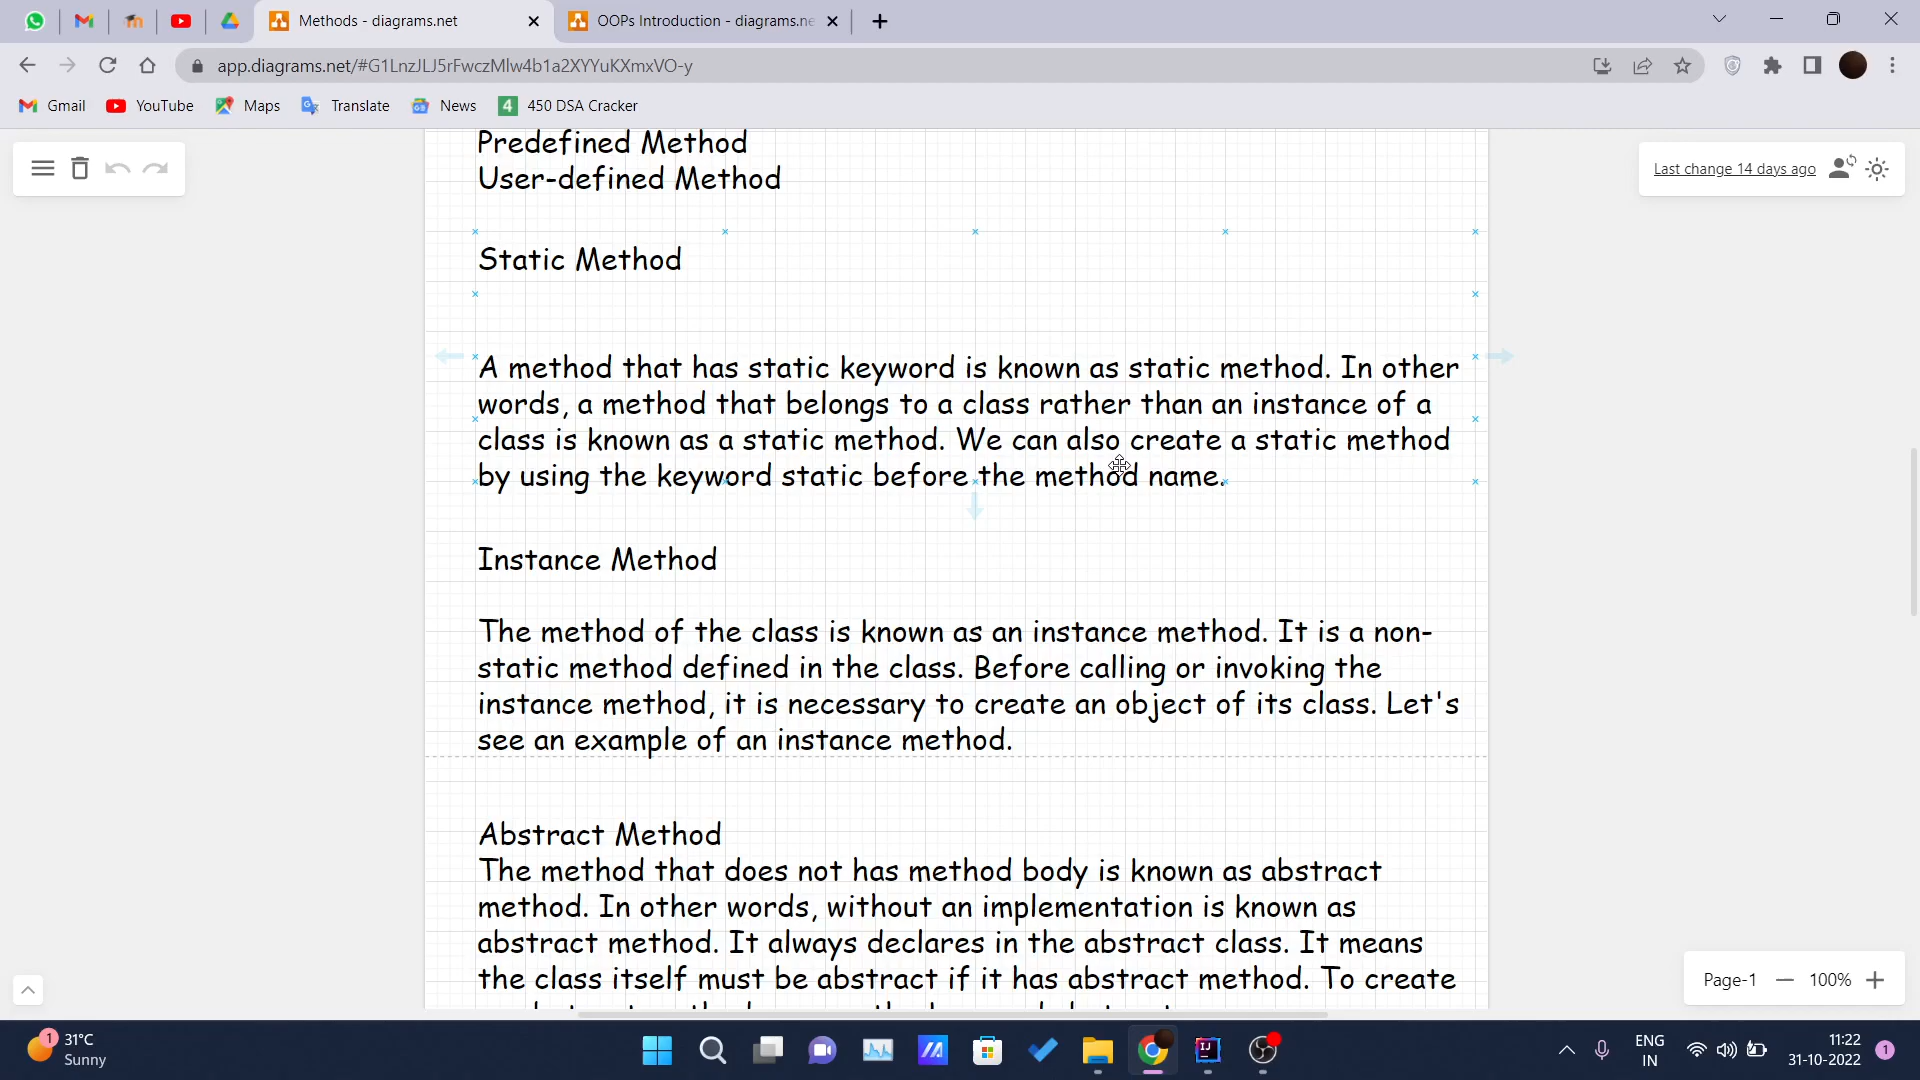 Methods - diagrams.net
OOPs Introduction - diagrams.ne
app.diagrams.net/#G1LnzJLJ5rFwczMlw4b1a2XYYuKXmxVO-y
Gmail YouTube Maps Translate News 4 450 DSA Cracker
Predefined Method
User-defined Method
Last change 14 days ago
Static Method
A method that has static keyword is known as static method. In other
words, a method that belongs to a class rather than an instance of a
class is known as a static method. We can also create a static method
by using the keyword static before the method name.
Instance Method
The method of the class is known as an instance method. It is a non-
static method defined in the class. Before calling or invoking the
instance method, it is necessary to create an object of its class. Let's
see an example of an instance method.
Abstract Method
The method that does not has method body is known as abstract
method. In other words, without an implementation is known as
abstract method. It always declares in the abstract class. It means
the class itself must be abstract if it has abstract method. To create
Page-1 100%
1
31°C
Sunny
IJ
ENG
IN
11:22
31-10-2022
1